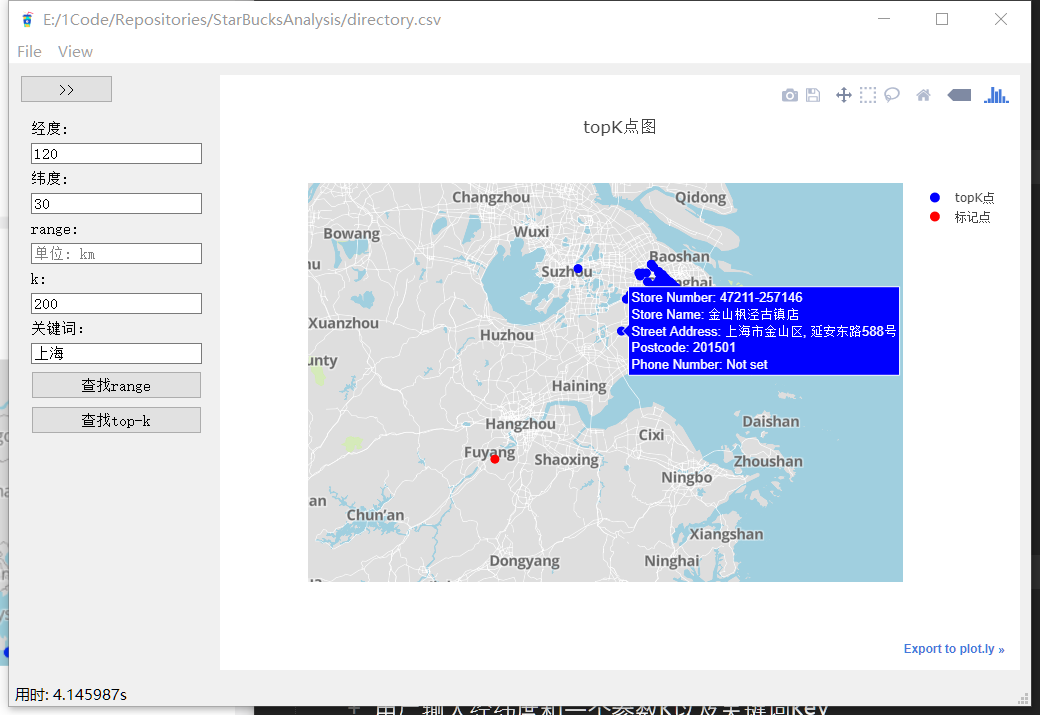 E:/1Code/Repositories/StarBucksAnalysis/directory.csv
File View
>>
经度:
120
纬度:
30
range:
单位: km
k:
200
关键词:
上海
查找range
查找top-k
topK点图
topK点
标记点
Changzhou
Qidong
Bowang
Wuxi
Baoshan
Suzhou
Xuanzhou
Huzhou
Store Number: 47211-257146
Store Name: 金山枫泾古镇店
Street Address: 上海市金山区, 延安东路588号
Postcode: 201501
Phone Number: Not set
Haining
Hangzhou
Daishan
Cixi
Fuyang
Shaoxing
Zhoushan
Ningbo
Chun'an
Xiangshan
Dongyang
Ninghai
Export to plot.ly »
用时: 4.145987s